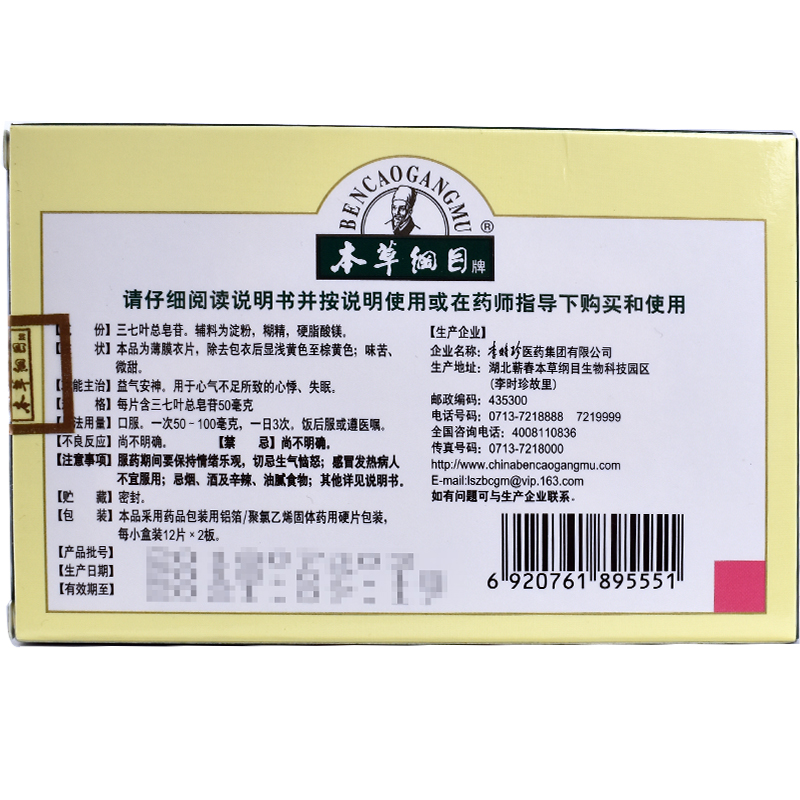 BENCAOGANGMU
®
本草纲目牌
请仔细阅读说明书并按说明使用或在药师指导下购买和使用
份】三七叶总皂苷。辅料为淀粉，糊精，硬脂酸镁。
状】本品为薄膜衣片，除去包衣后显浅黄色至棕黄色；味苦、
微甜。
能主治】益气安神。用于心气不足所致的心悸、失眠。
格】每片含三七叶总皂苷50毫克
法用量】口服。一次50-100毫克，一日3次。饭后服或遵医嘱。
【不良反应】尚不明确。 【禁 忌】尚不明确。
【注意事项】服药期间要保持情绪乐观，切忌生气恼怒；感冒发热病人
不宜服用；忌烟、酒及辛辣、油腻食物；其他详见说明书。
【贮 藏】密封。
【包 装】本品采用药品包装用铝箔/聚氯乙烯固体药用硬片包装，
每小盒装12片×2板。
【产品批号】
【生产日期】
【有效期至】
【生产企业】
企业名称：李时珍医药集团有限公司
生产地址：湖北蕲春本草纲目生物科技园区
（李时珍故里）
邮政编码：435300
电话号码：0713-7218888 7219999
全国咨询电话：4008110836
传真号码：0713-7218000
http://www.chinabencaogangmu.com
E-mail:lszbcgm@vip.163.com
如有问题可与生产企业联系。
6 920761 895551
本草纲目